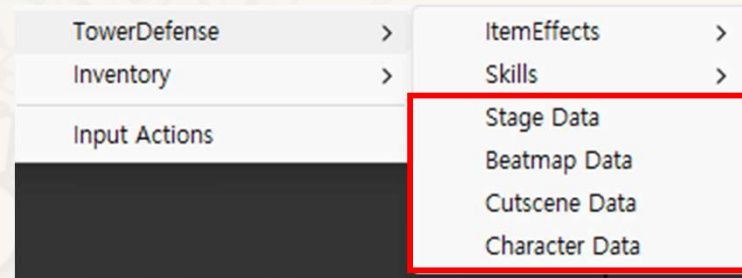 TowerDefense
Inventory
Input Actions
ItemEffects
Skills
Stage Data
Beatmap Data
Cutscene Data
Character Data